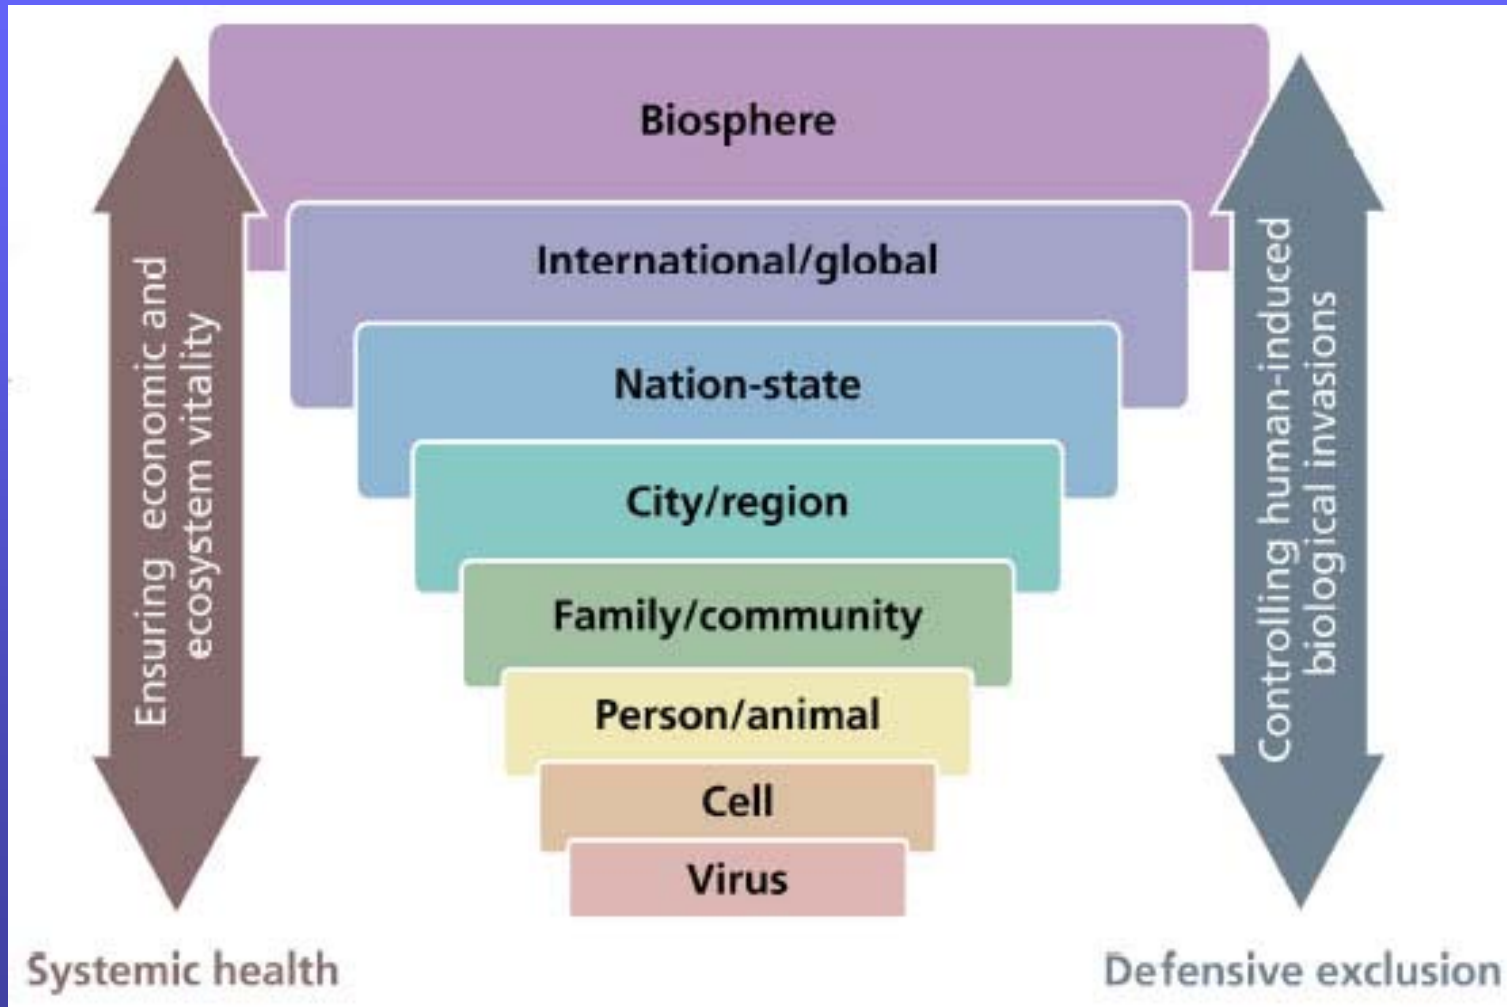 Biosphere
International/global
Nation-state
City/region
Family/community
Person/animal
Cell
Virus
Ensuring economic and
ecosystem vitality
Controlling human-induced
biological invasions
Systemic health
Defensive exclusion